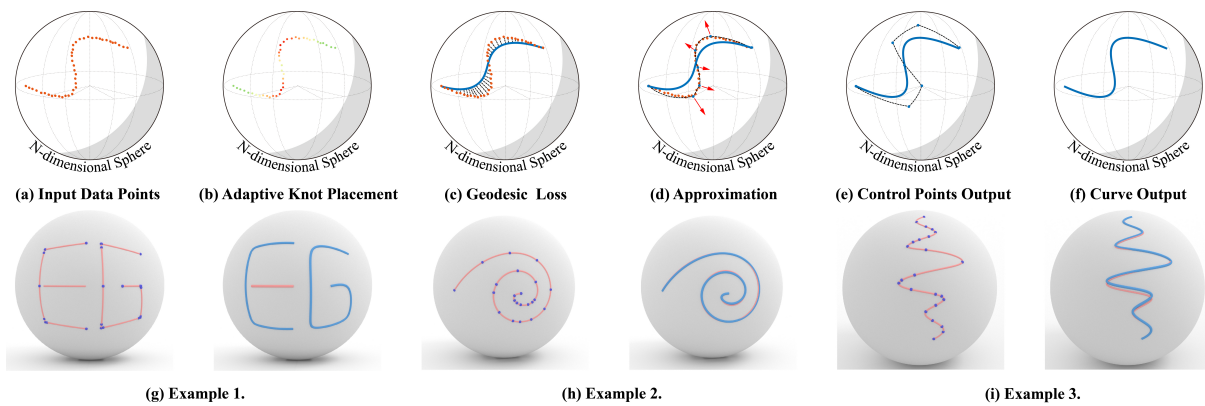 N-dimensional Sphere
N-dimensional Sphere
N-dimensional Sphere
N-dimensional Sphere
N-dimensional Sphere
N-dimensional Sphere
(a) Input Data Points
(b) Adaptive Knot Placement
(c) Geodesic Loss
(d) Approximation
(e) Control Points Output
(f) Curve Output
(g) Example 1.
(h) Example 2.
(i) Example 3.